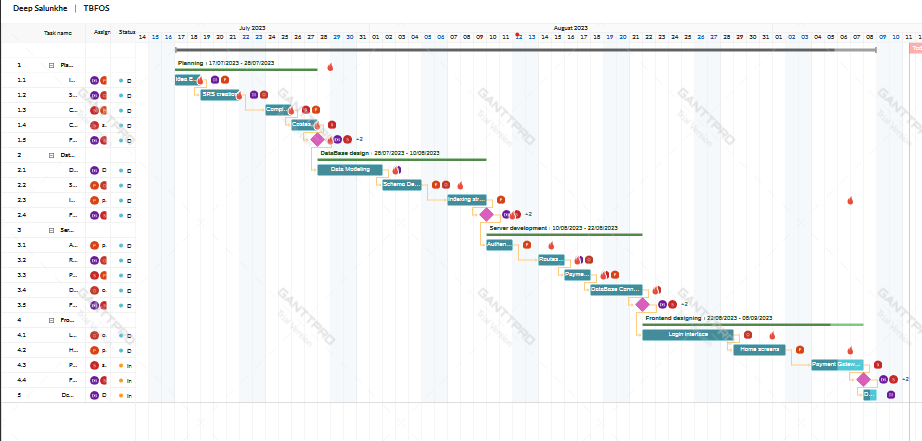 Deep Salunkhe | TBFOS
July 2023 August 2023
Task name Assign Status 14 15 16 17 18 19 20 21 22 23 24 25 26 27 28 29 30 31 01 02 03 04 05 06 07 08 09 10 11 12 13 14 15 16 17 18 19 20 21 22 23 24 25 26 27 28 29 30 31 01 02 03 04 05 06 07 08 09 10 11
Tod
1 Pla... Planning : 17/07/2023 - 28/07/2023
1.1 I... D Idea E...
1.2 S... D SRS creation
1.3 C... D Compl...
1.4 C... D Costas...
1.5 F... D +2
2 Dat... DataBase design : 28/07/2023 - 10/08/2023
2.1 D... D Data Modeling
2.2 S... D Schema De...
2.3 I... D Indexing str...
2.4 F... D +2
3 Ser... Server development : 10/08/2023 - 22/08/2023
3.1 A... D Authen...
3.2 R... D Routes...
3.3 P... D Payme...
3.4 D... D DataBase Conn...
3.5 F... D +2
4 Fro... Frontend designing : 22/08/2023 - 08/09/2023
4.1 L... D Login interface
4.2 H... D Home screens
4.3 P... In Payment Gatew...
4.4 F... In +2
5 De... In D...
GANTTPRO
Trial Version